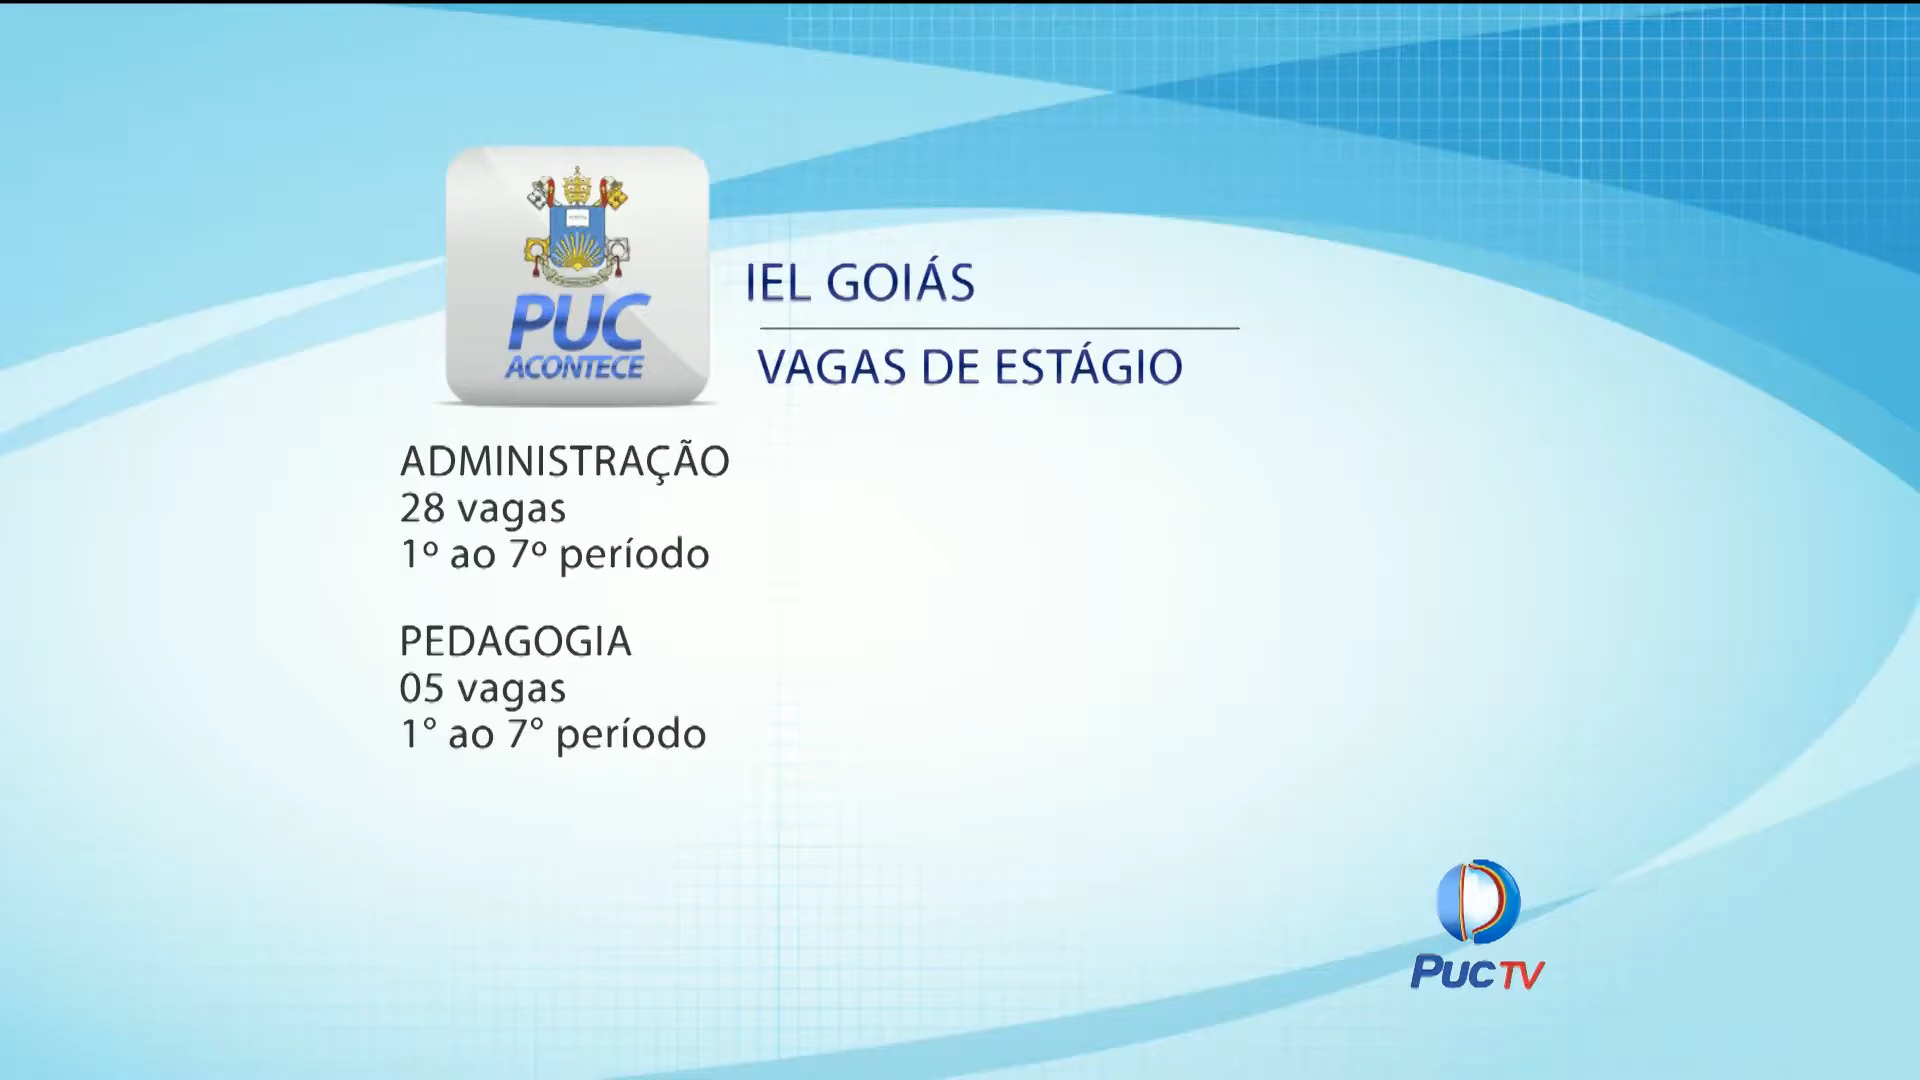 PUC
ACONTECE
IEL GOIÁS
VAGAS DE ESTÁGIO
ADMINISTRAÇÃO
28 vagas
1º ao 7º período
PEDAGOGIA
05 vagas
1° ao 7° período
PUC TV